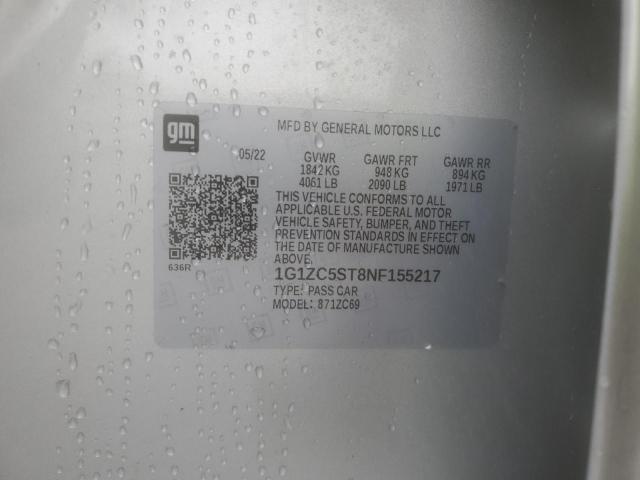 gm
MFD BY GENERAL MOTORS LLC
05/22 GVWR GAWR FRT GAWR RR
1842 KG 948 KG 894 KG
4061 LB 2090 LB 1971 LB
THIS VEHICLE CONFORMS TO ALL
APPLICABLE U.S. FEDERAL MOTOR
VEHICLE SAFETY, BUMPER, AND THEFT
PREVENTION STANDARDS IN EFFECT ON
THE DATE OF MANUFACTURE SHOWN
ABOVE.
636R
1G1ZC5ST8NF155217
TYPE: PASS CAR
MODEL: 871ZC69